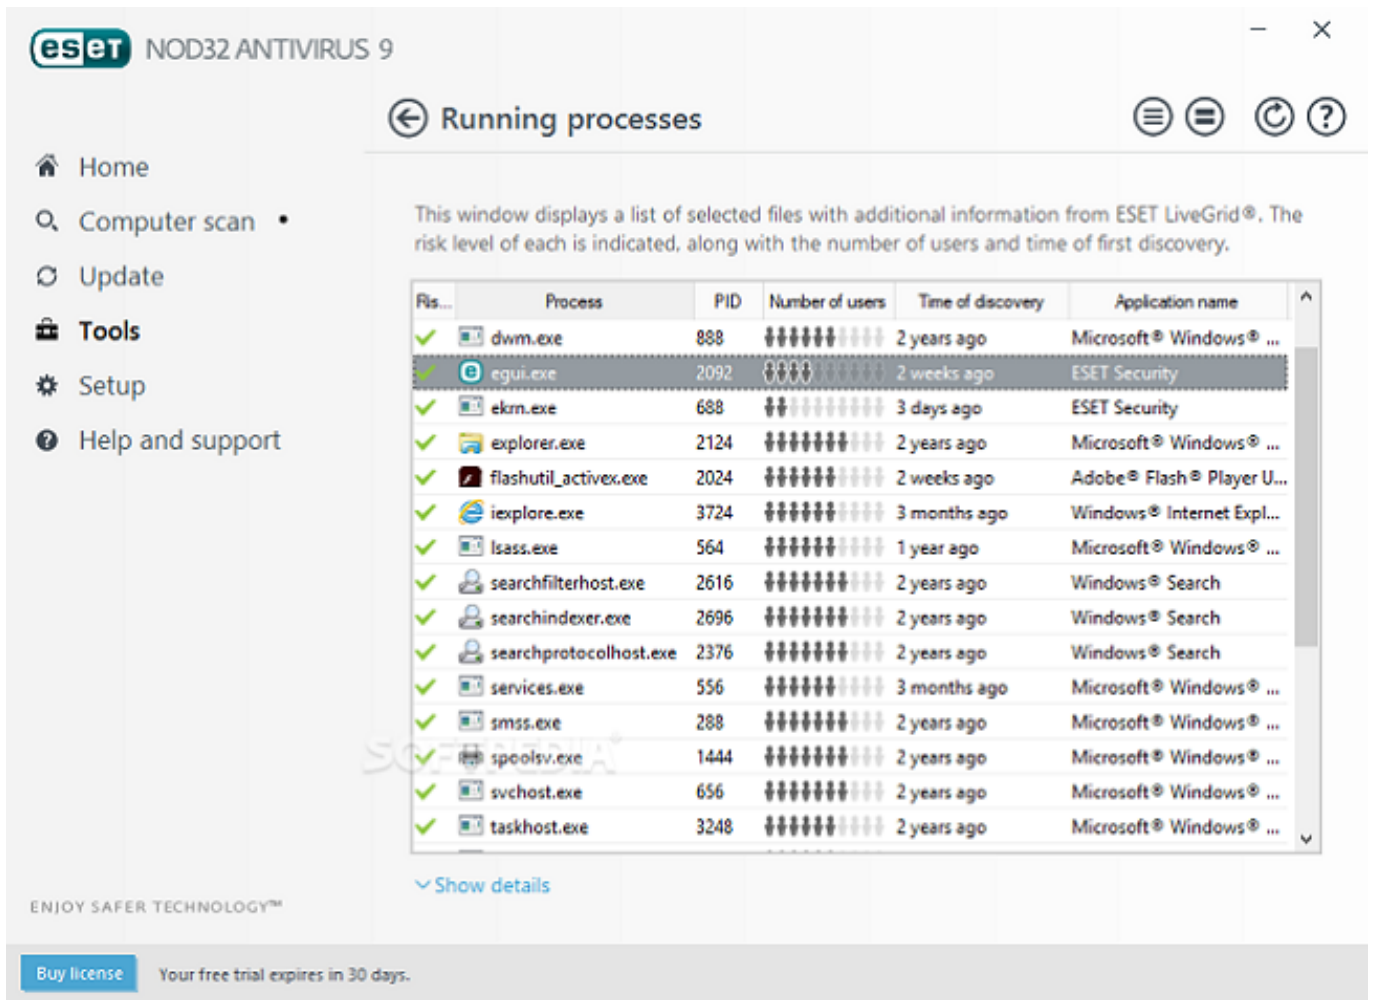 eset NOD32 ANTIVIRUS 9
Running processes
Home
Computer scan
Update
Tools
Setup
Help and support
This window displays a list of selected files with additional information from ESET LiveGrid®. The
risk level of each is indicated, along with the number of users and time of first discovery.
Ris... Process PID Number of users Time of discovery Application name
dwm.exe 888 2 years ago Microsoft® Windows® ...
egui.exe 2092 2 weeks ago ESET Security
ekrn.exe 688 3 days ago ESET Security
explorer.exe 2124 2 years ago Microsoft® Windows® ...
flashutil_activex.exe 2024 2 weeks ago Adobe® Flash® Player U...
iexplore.exe 3724 3 months ago Windows® Internet Expl...
lsass.exe 564 1 year ago Microsoft® Windows® ...
searchfilterhost.exe 2616 2 years ago Windows® Search
searchindexer.exe 2696 2 years ago Windows® Search
searchprotocolhost.exe 2376 2 years ago Windows® Search
services.exe 556 3 months ago Microsoft® Windows® ...
smss.exe 288 2 years ago Microsoft® Windows® ...
SOFTPEDIA®
spoolsv.exe 1444 2 years ago Microsoft® Windows® ...
svchost.exe 656 2 years ago Microsoft® Windows® ...
taskhost.exe 3248 2 years ago Microsoft® Windows® ...
Show details
ENJOY SAFER TECHNOLOGY™
Buy license Your free trial expires in 30 days.